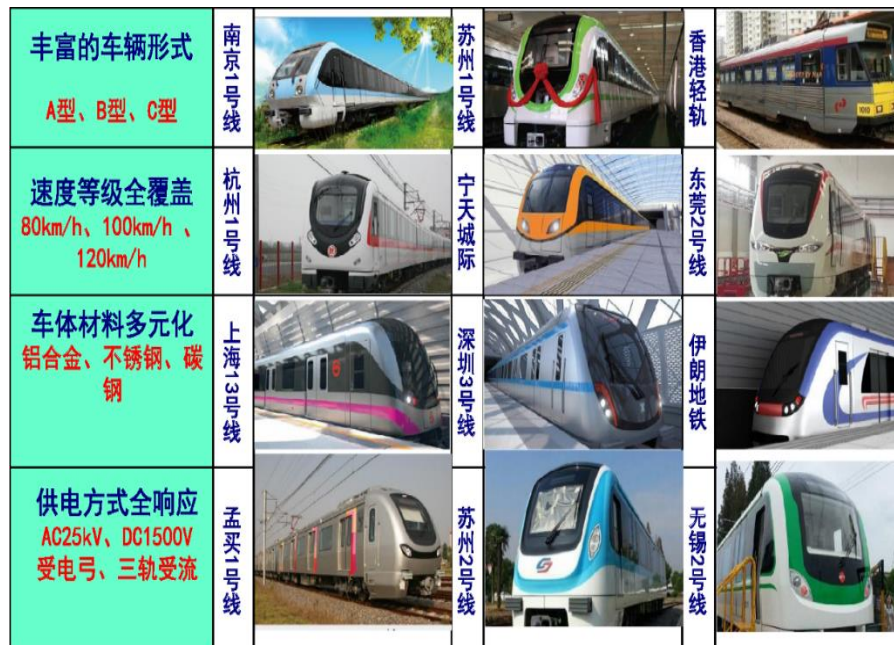 丰富的车辆形式
A型、B型、C型
南京1号线
苏州1号线
香港轻轨
速度等级全覆盖
80km/h、100km/h 、
120km/h
杭州1号线
宁天城际
东莞2号线
车体材料多元化
铝合金、不锈钢、碳
钢
上海13号线
深圳3号线
伊朗地铁
供电方式全响应
AC25kV、DC1500V
受电弓、三轨受流
孟买1号线
苏州2号线
无锡2号线